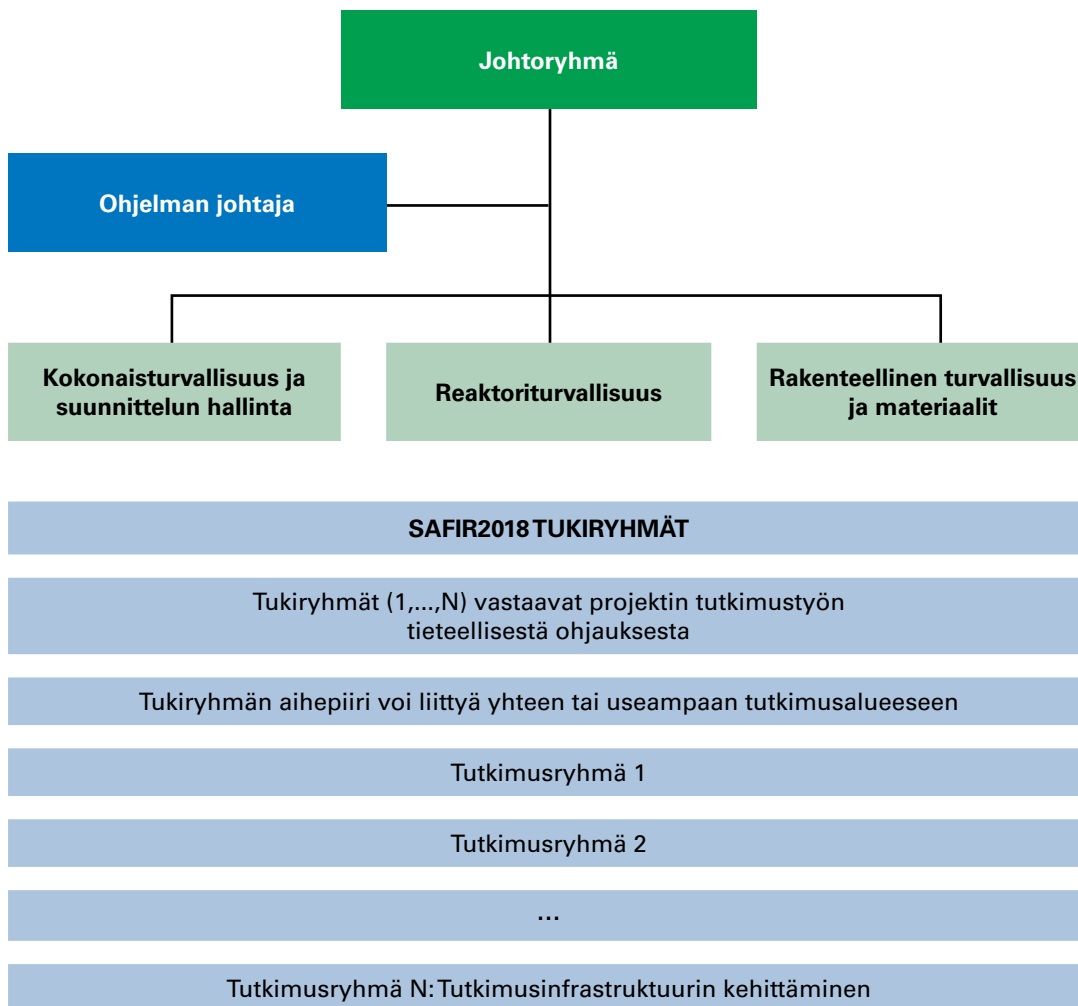 Johtoryhmä
Ohjelman johtaja
Kokonaisturvallisuus ja
suunnittelun hallinta
Reaktoriturvallisuus
Rakenteellinen turvallisuus
ja materiaalit
SAFIR2018 TUKIRYHMÄT
Tukiryhmät (1,...,N) vastaavat projektin tutkimustyön
tieteellisestä ohjauksesta
Tukiryhmän aihepiiri voi liittyä yhteen tai useampaan tutkimusalueeseen
Tutkimusryhmä 1
Tutkimusryhmä 2
...
Tutkimusryhmä N: Tutkimusinfrastruktuurin kehittäminen